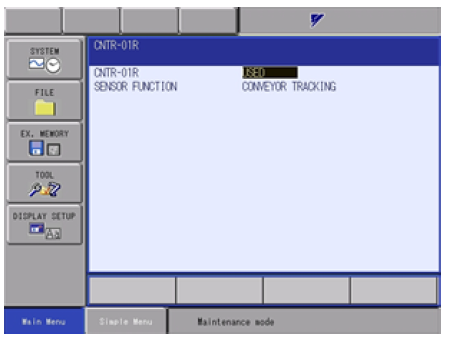 SYSTEM
FILE
EX. MEMORY
TOOL
DISPLAY SETUP
CNTR-01R
CNTR-01R USED
SENSOR FUNCTION CONVEYOR TRACKING
Main Menu Simple Menu Maintenance mode